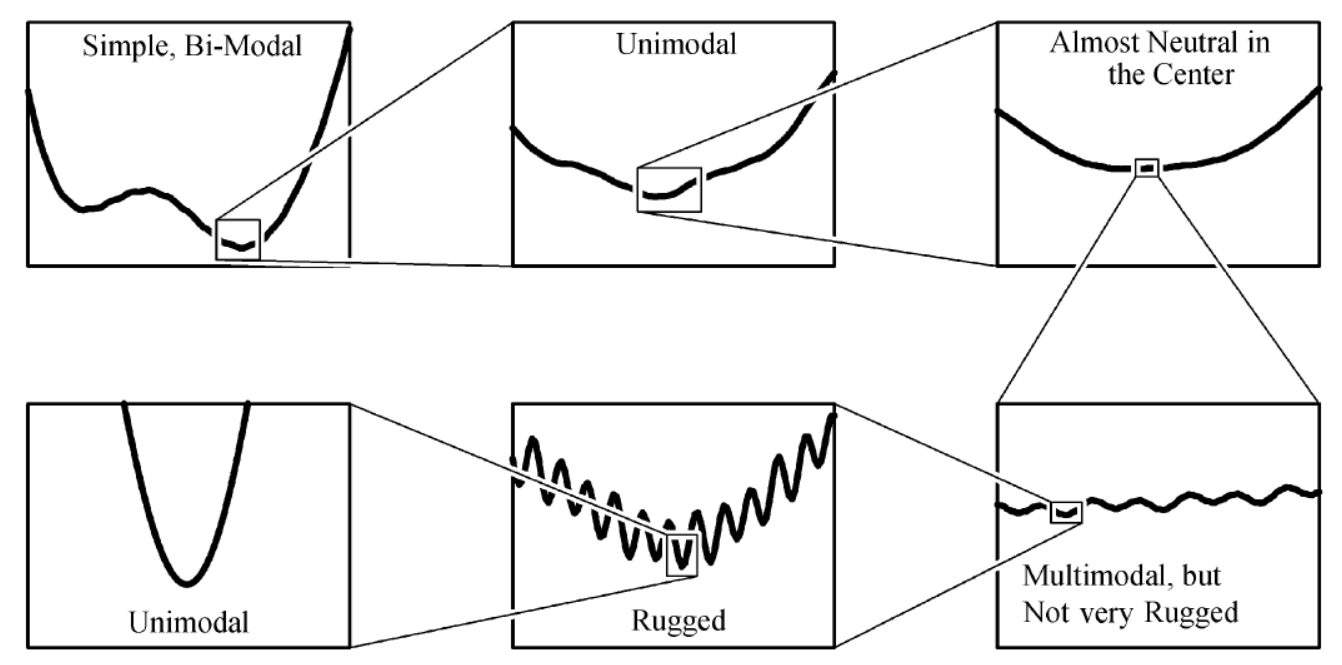 Simple, Bi-Modal
Unimodal
Almost Neutral in
the Center
Unimodal
Rugged
Multimodal, but
Not very Rugged